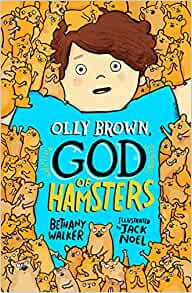 OLLY BROWN,
GOD
OF
HAMSTERS
BETHANY WALKER
ILLUSTRATED BY JACK NOEL